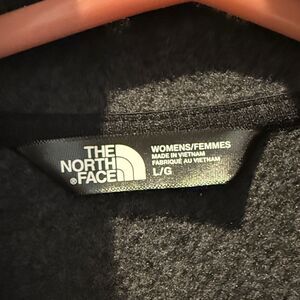 THE
NORTH
®FACE
WOMENS/FEMMES
MADE IN VIETNAM
FABRIQUÉ AU VIETNAM
L/G